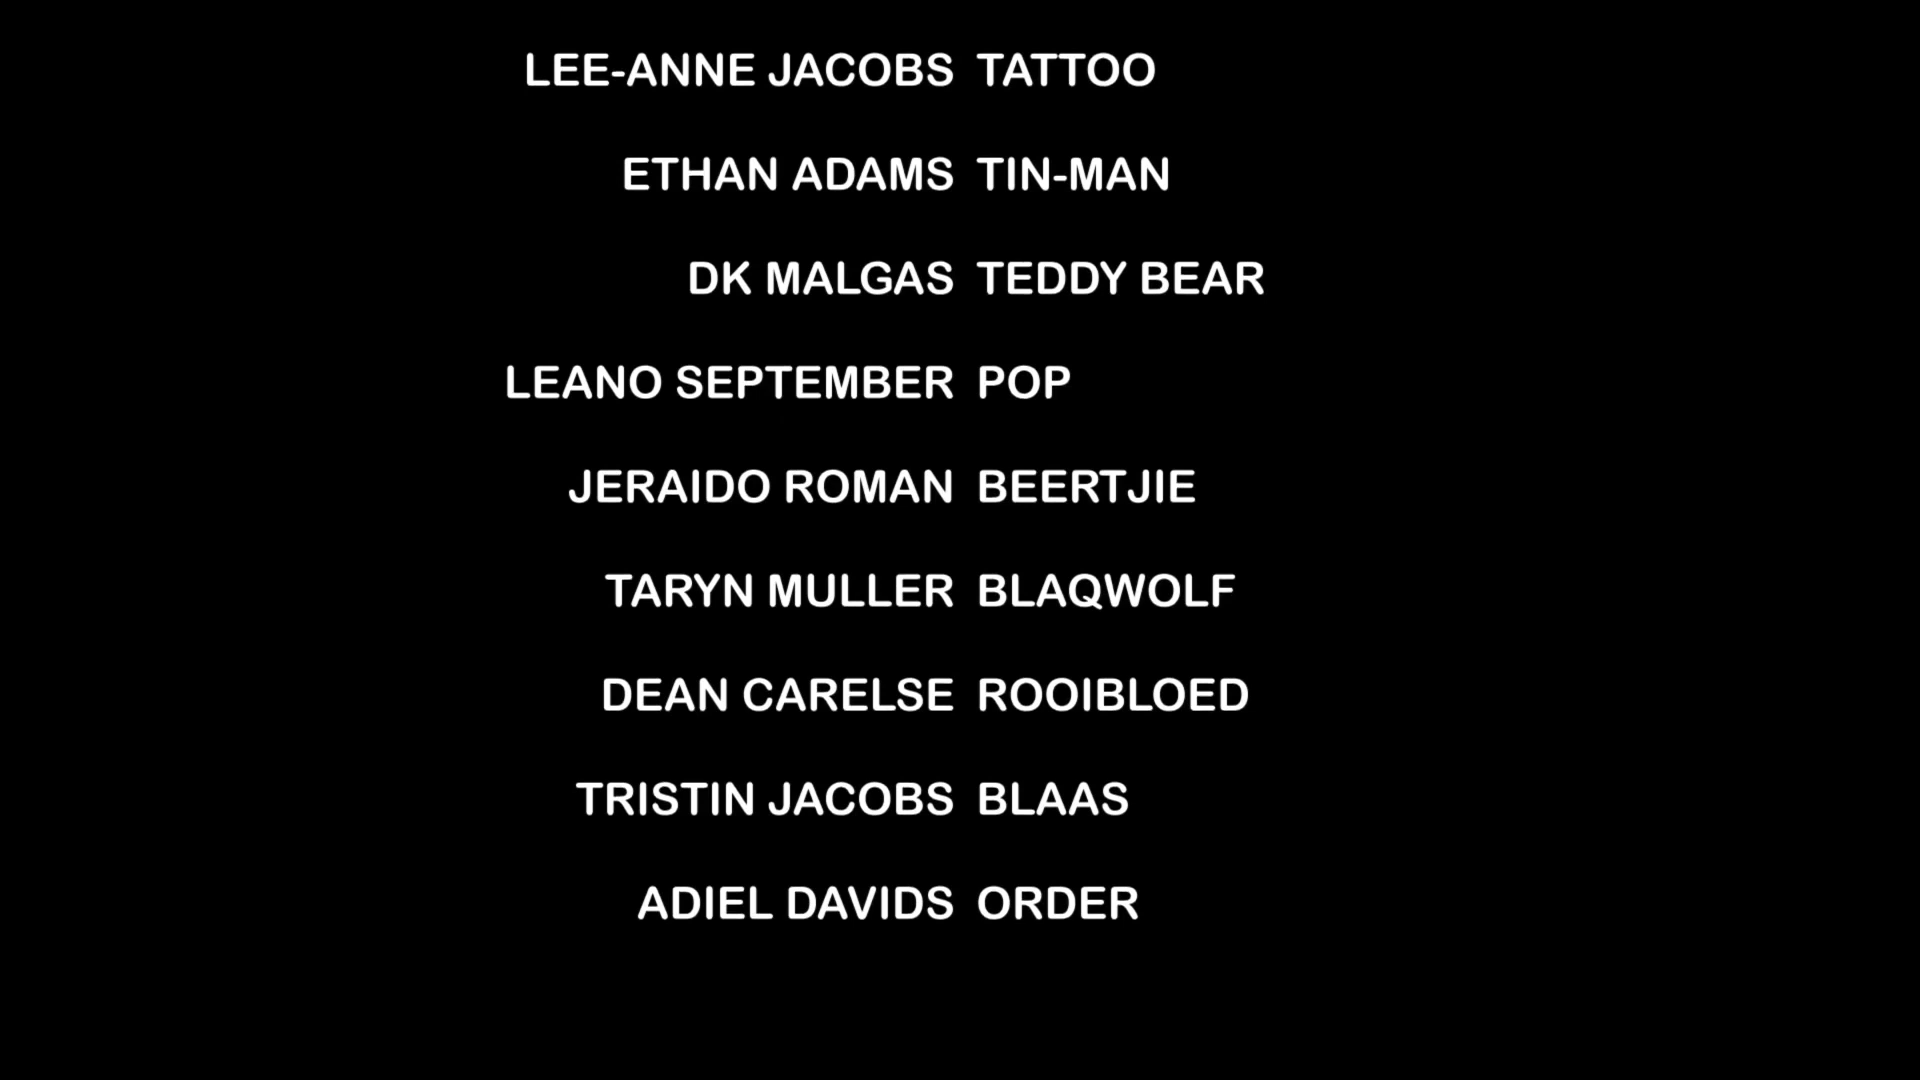 LEE-ANNE JACOBS TATTOO
ETHAN ADAMS TIN-MAN
DK MALGAS TEDDY BEAR
LEANO SEPTEMBER POP
JERAIDO ROMAN BEERTJIE
TARYN MULLER BLAQWOLF
DEAN CARELSE ROOIBLOED
TRISTIN JACOBS BLAAS
ADIEL DAVIDS ORDER